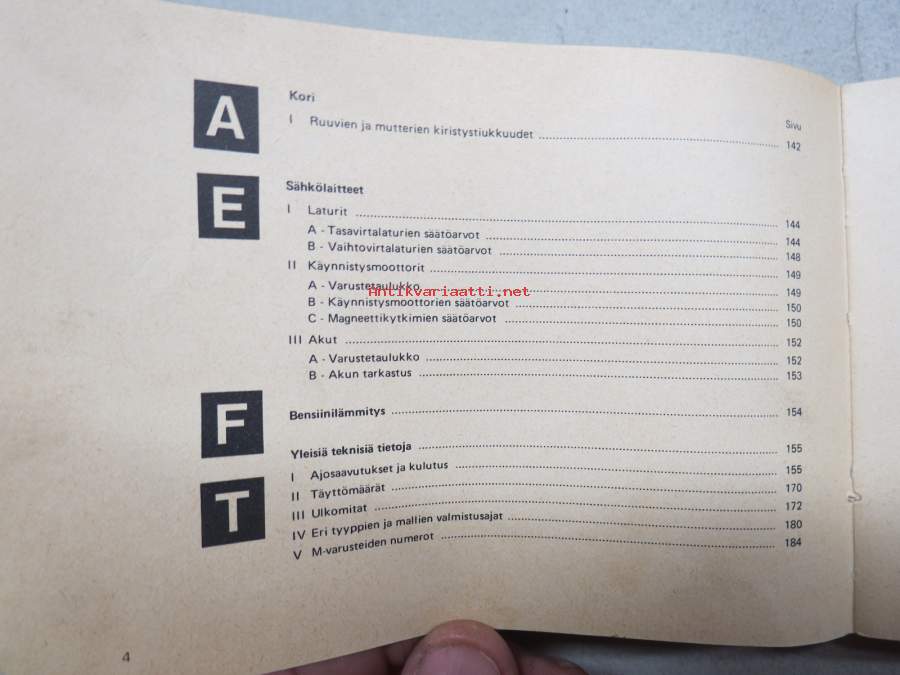 A
Kori
Sivu
I Ruuvien ja mutterien kiristystiukkuudet 142
E
Sähkölaitteet
I Laturit 144
A - Tasavirtalaturien säätöarvot 144
B - Vaihtovirtalaturien säätöarvot 148
II Käynnistysmoottorit 149
A - Varustetaulukko 149
Antikvariaatti.net
B - Käynnistysmoottorien säätöarvot 150
C - Magneettikytkimien säätöarvot 150
III Akut 152
A - Varustetaulukko 152
B - Akun tarkastus 153
F
Bensiinilämmitys 154
T
Yleisiä teknisiä tietoja 155
I Ajosaavutukset ja kulutus 155
II Täyttömäärät 170
III Ulkomitat 172
IV Eri tyyppien ja mallien valmistusajat 180
V M-varusteiden numerot 184
4